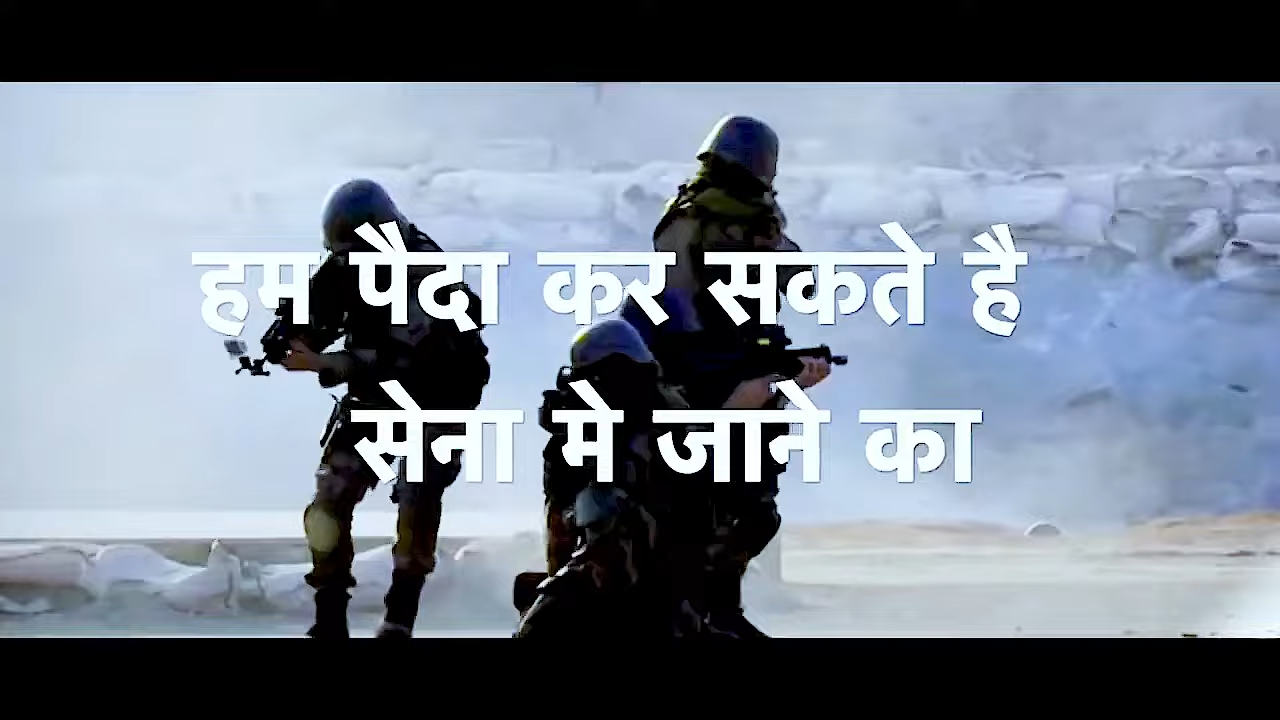 हम पैदा कर सकते है
सेना मे जाने का